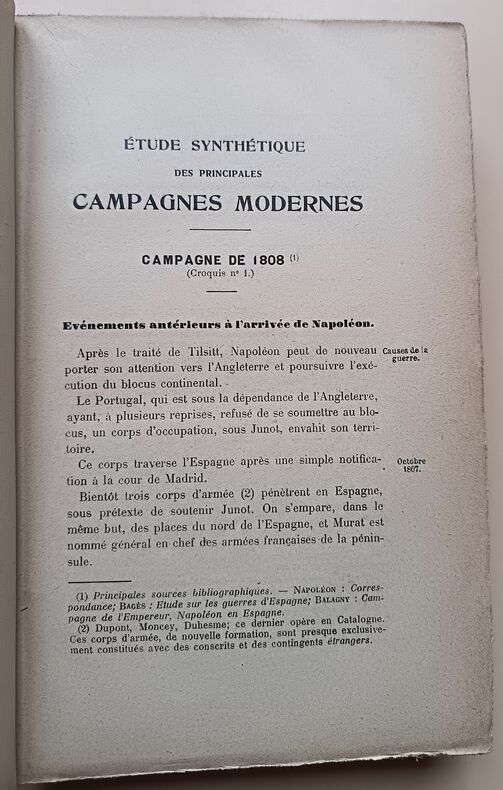 ÉTUDE SYNTHÉTIQUE
DES PRINCIPALES
CAMPAGNES MODERNES
CAMPAGNE DE 1808 (1)
(Croquis n° 1.)
Evénements antérieurs à l'arrivée de Napoléon.
Après le traité de Tilsitt, Napoléon peut de nouveau
Causes de la
guerre.
porter son attention vers l'Angleterre et poursuivre l'exé-
cution du blocus continental.
Le Portugal, qui est sous la dépendance de l'Angleterre,
ayant, à plusieurs reprises, refusé de se soumettre au blo-
cus, un corps d'occupation, sous Junot, envahit son terri-
toire.
Ce corps traverse l'Espagne après une simple notifica-
Octobre
1807.
tion à la cour de Madrid.
Bientôt trois corps d'armée (2) pénètrent en Espagne,
sous prétexte de soutenir Junot. On s'empare, dans le
même but, des places du nord de l'Espagne, et Murat est
nommé général en chef des armées françaises de la pénin-
sule.
(1) Principales sources bibliographiques. — NAPOLÉON : Corres-
pondance; BAGÈS : Etude sur les guerres d'Espagne; BALAGNY : Cam-
pagne de l'Empereur, Napoléon en Espagne.
(2) Dupont, Moncey, Duhesme; ce dernier opère en Catalogne.
Ces corps d'armée, de nouvelle formation, sont presque exclusive-
ment constitués avec des conscrits et des contingents étrangers.